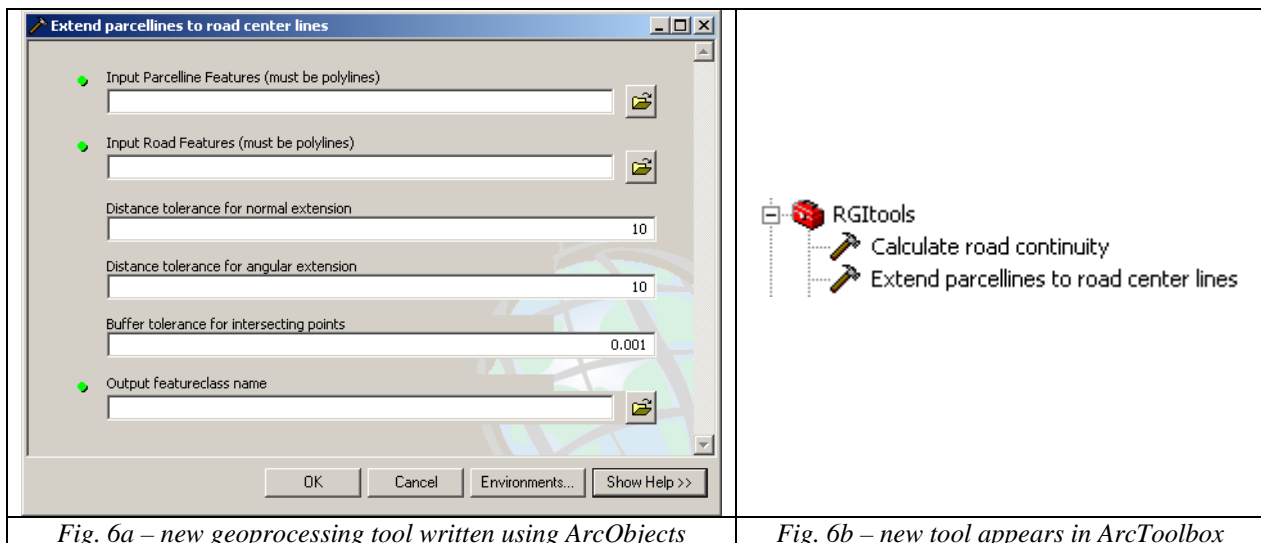 Extend parcellines to road center lines
Input Parcelline Features (must be polylines)
Input Road Features (must be polylines)
Distance tolerance for normal extension
10
Distance tolerance for angular extension
10
Buffer tolerance for intersecting points
0.001
Output featureclass name
OK
Cancel
Environments...
Show Help >>
RGItools
Calculate road continuity
Extend parcellines to road center lines
Fig. 6a – new geoprocessing tool written using ArcObjects
Fig. 6b – new tool appears in ArcToolbox